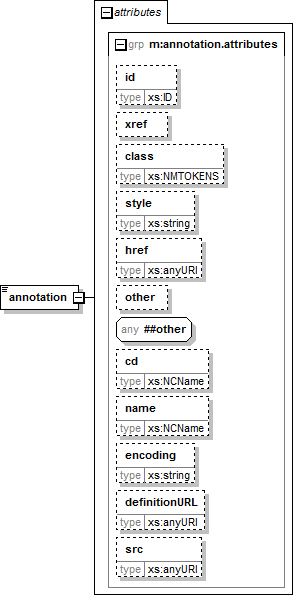 attributes
grp m:annotation.attributes
id
type xs:ID
xref
class
type xs:NMTOKENS
style
type xs:string
href
type xs:anyURI
annotation
other
any ##other
cd
type xs:NCName
name
type xs:NCName
encoding
type xs:string
definitionURL
type xs:anyURI
src
type xs:anyURI